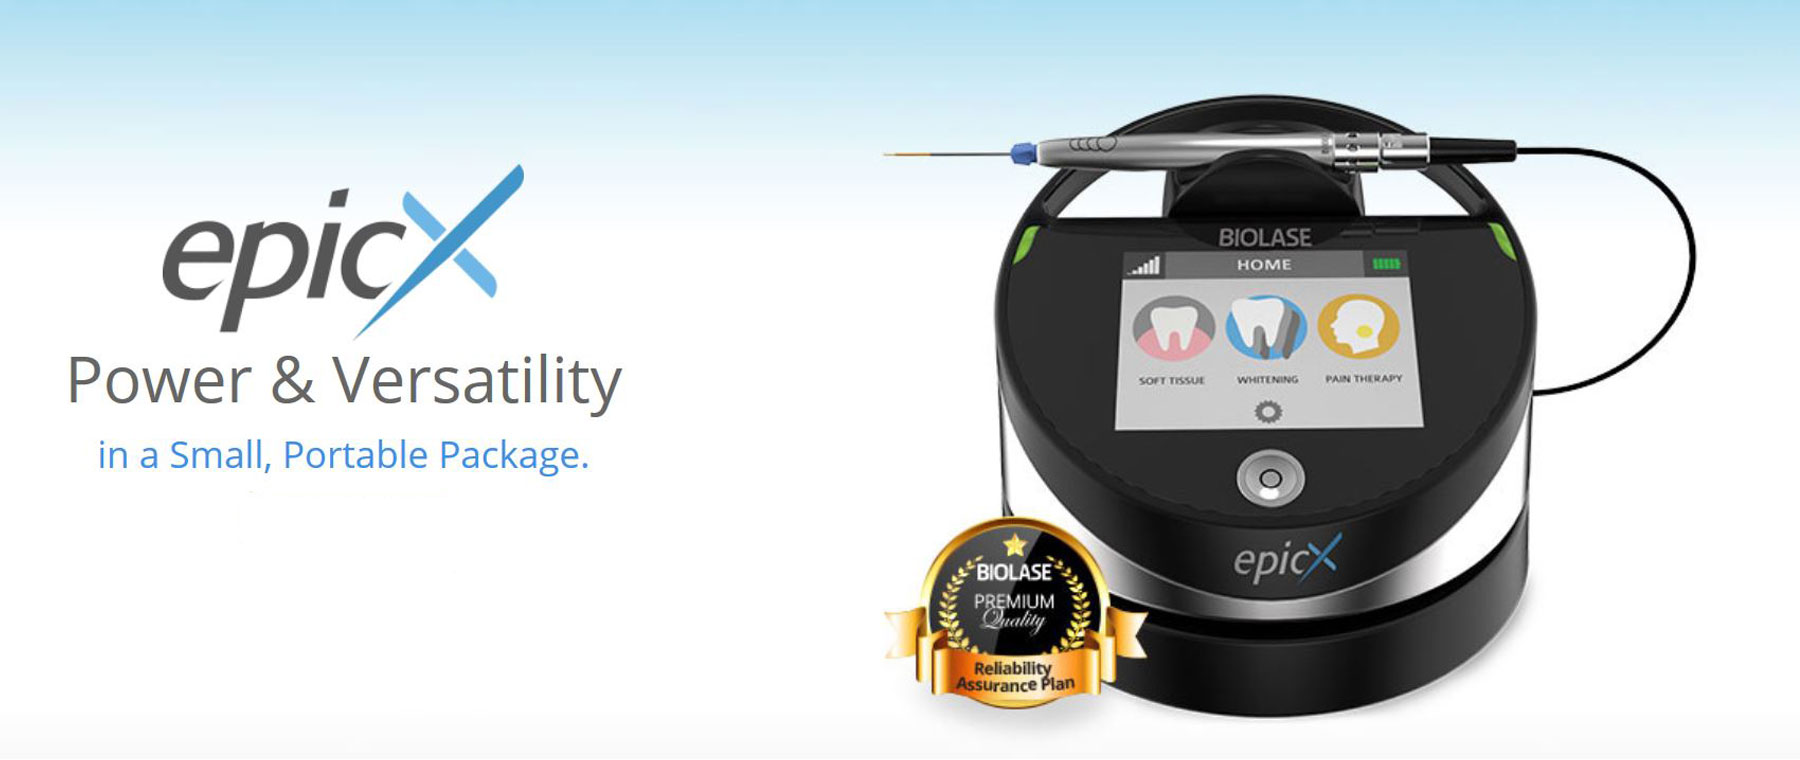 epicX
Power & Versatility
in a Small, Portable Package.
BIOLASE
HOME
SOFT TISSUE
WHITENING
PAIN THERAPY
epicX
BIOLASE
PREMIUM
Quality
Reliability
Assurance Plan